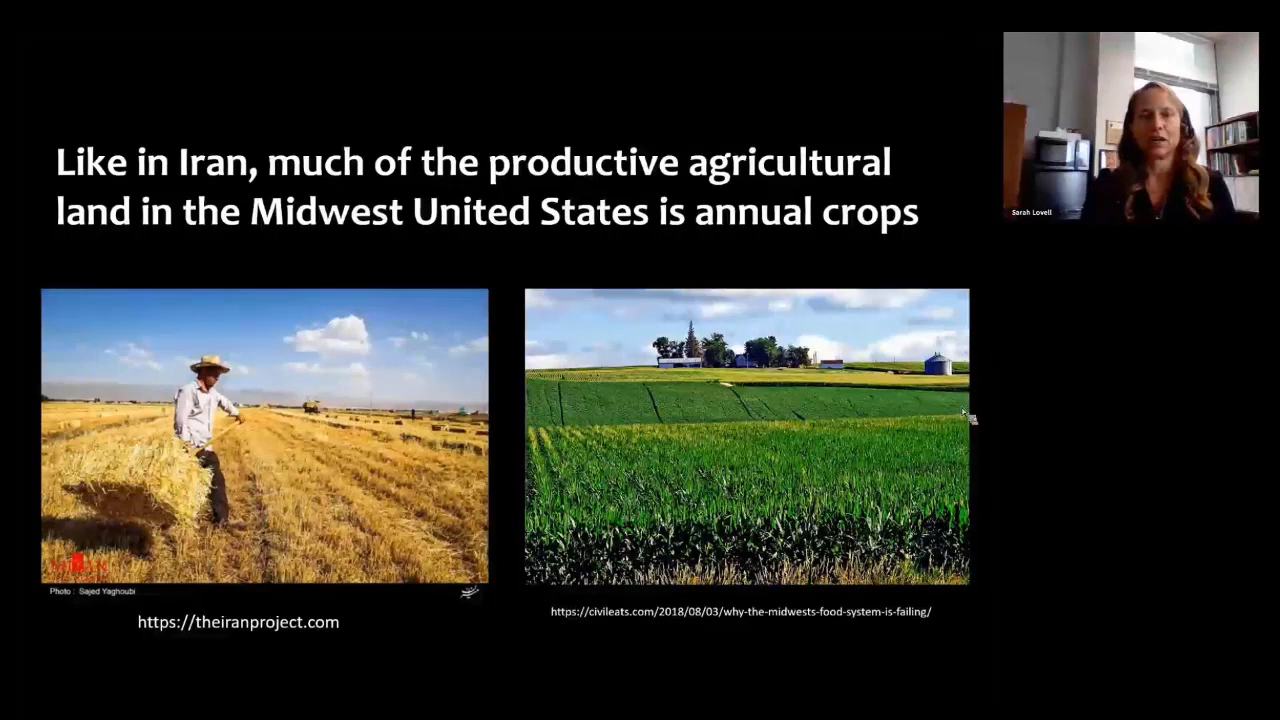 Like in Iran, much of the productive agricultural
land in the Midwest United States is annual crops
Sarah Lovell
Photo : Sajed Yaghoubi
https://theiranproject.com
https://civileats.com/2018/08/03/why-the-midwests-food-system-is-failing/